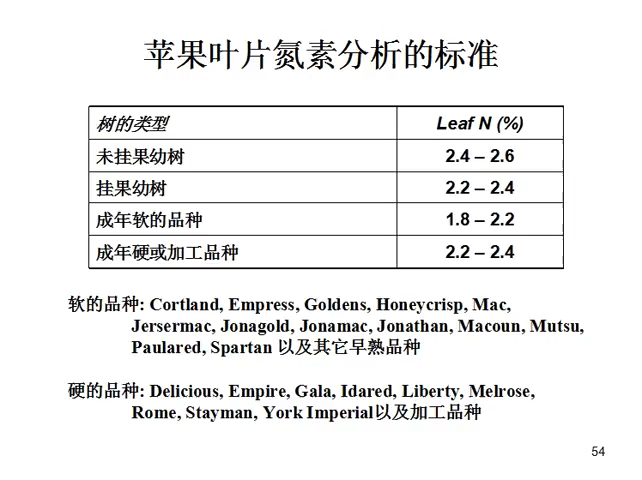 苹果叶片氮素分析的标准
树的类型 Leaf N (%)
未挂果幼树 2.4 – 2.6
挂果幼树 2.2 – 2.4
成年软的品种 1.8 – 2.2
成年硬或加工品种 2.2 – 2.4
软的品种: Cortland, Empress, Goldens, Honeycrisp, Mac,
Jersermac, Jonagold, Jonamac, Jonathan, Macoun, Mutsu,
Paulared, Spartan 以及其它早熟品种
硬的品种: Delicious, Empire, Gala, Idared, Liberty, Melrose,
Rome, Stayman, York Imperial以及加工品种
54